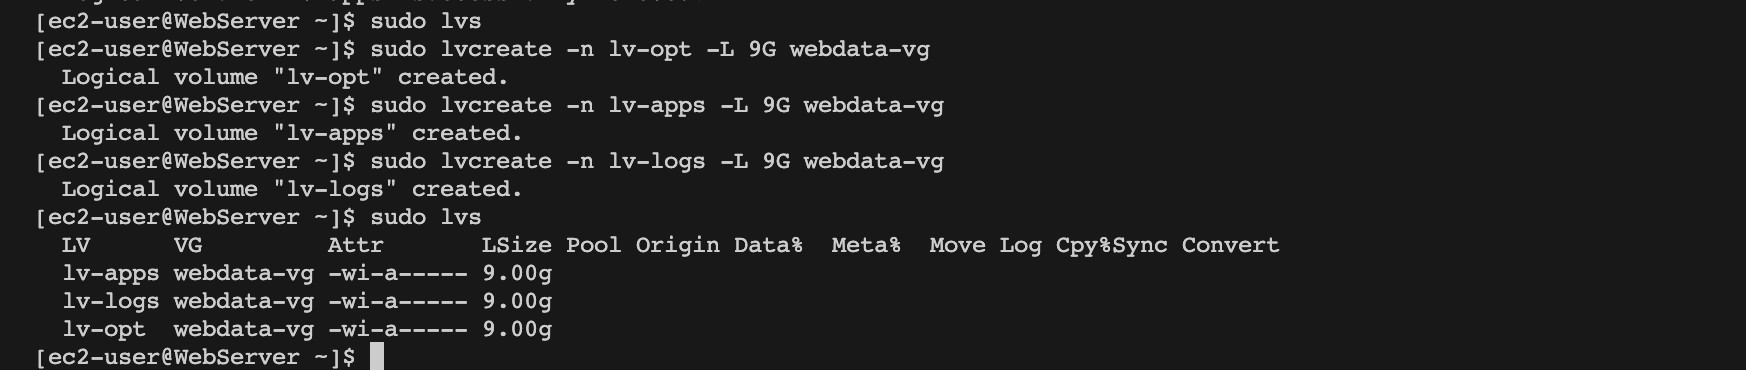 [ec2-user@WebServer ~]$ sudo lvs
[ec2-user@WebServer ~]$ sudo lvcreate -n lv-opt -L 9G webdata-vg
  Logical volume "lv-opt" created.
[ec2-user@WebServer ~]$ sudo lvcreate -n lv-apps -L 9G webdata-vg
  Logical volume "lv-apps" created.
[ec2-user@WebServer ~]$ sudo lvcreate -n lv-logs -L 9G webdata-vg
  Logical volume "lv-logs" created.
[ec2-user@WebServer ~]$ sudo lvs
  LV      VG         Attr       LSize Pool Origin Data%  Meta%  Move Log Cpy%Sync Convert
  lv-apps webdata-vg -wi-a----- 9.00g
  lv-logs webdata-vg -wi-a----- 9.00g
  lv-opt  webdata-vg -wi-a----- 9.00g
[ec2-user@WebServer ~]$